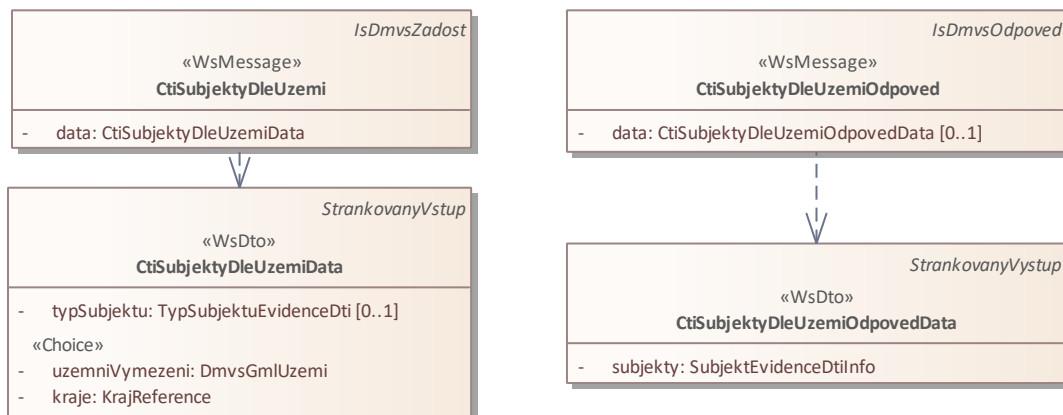 IsDmvsZadost
«WsMessage»
CtiSubjektyDleUzemi
- data: CtiSubjektyDleUzemiData
StrankovanyVstup
«WsDto»
CtiSubjektyDleUzemiData
- typSubjektu: TypSubjektuEvidenceDti [0..1]
«Choice»
- uzemniVymezeni: DmvsGmlUzemi
- kraje: KrajReference
IsDmvsOdpoved
«WsMessage»
CtiSubjektyDleUzemiOdpoved
- data: CtiSubjektyDleUzemiOdpovedData [0..1]
StrankovanyVystup
«WsDto»
CtiSubjektyDleUzemiOdpovedData
- subjekty: SubjektEvidenceDtiInfo